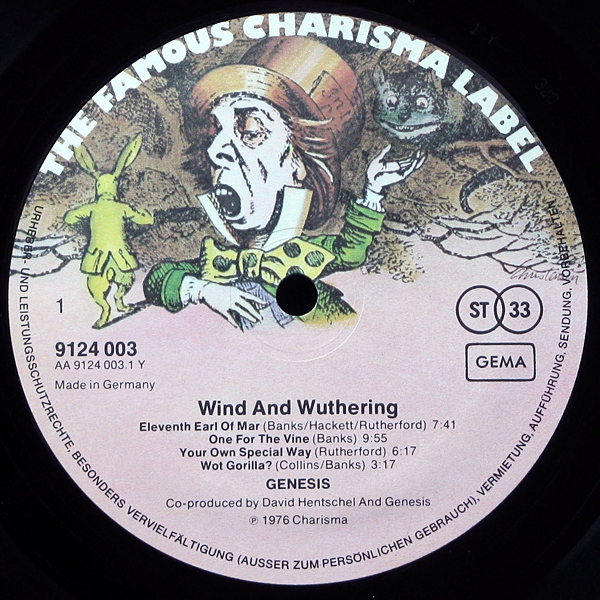 THE FAMOUS CHARISMA LABEL
1
9124 003
AA 9124 003.1 Y
Made in Germany
ST 33
GEMA
Wind And Wuthering
Eleventh Earl Of Mar (Banks/Hackett/Rutherford) 7:41
One For The Vine (Banks) 9:55
Your Own Special Way (Rutherford) 6:17
Wot Gorilla? (Collins/Banks) 3:17
GENESIS
Co-produced by David Hentschel And Genesis
℗ 1976 Charisma
URHEBER- UND LEISTUNGSSCHUTZRECHTE, BESONDERS VERVIELFÄLTIGUNG (AUSSER ZUM PERSÖNLICHEN GEBRAUCH), VERMIETUNG, AUFFÜHRUNG, SENDUNG, VORBEHALTEN